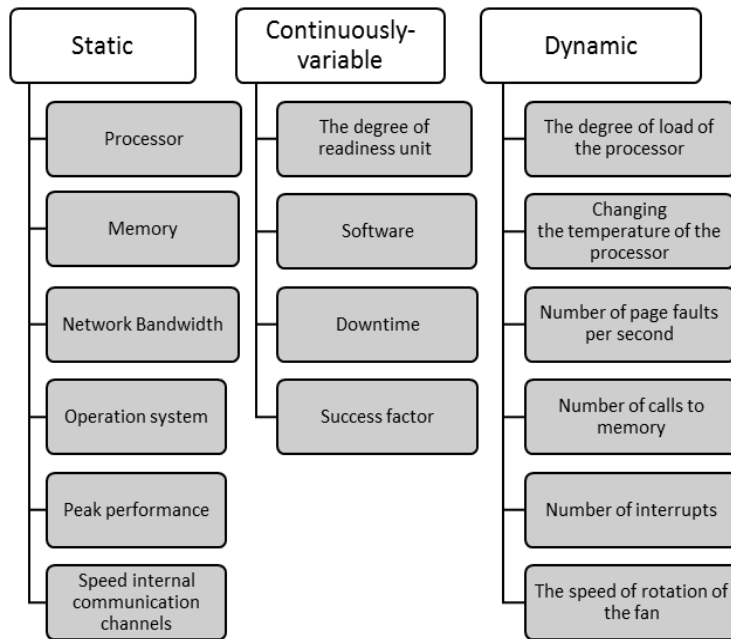 Static
Processor
Memory
Network Bandwidth
Operation system
Peak performance
Speed internal
communication
channels
Continuously-
variable
The degree of
readiness unit
Software
Downtime
Success factor
Dynamic
The degree of load of
the processor
Changing
the temperature of the
processor
Number of page faults
per second
Number of calls to
memory
Number of interrupts
The speed of rotation of
the fan